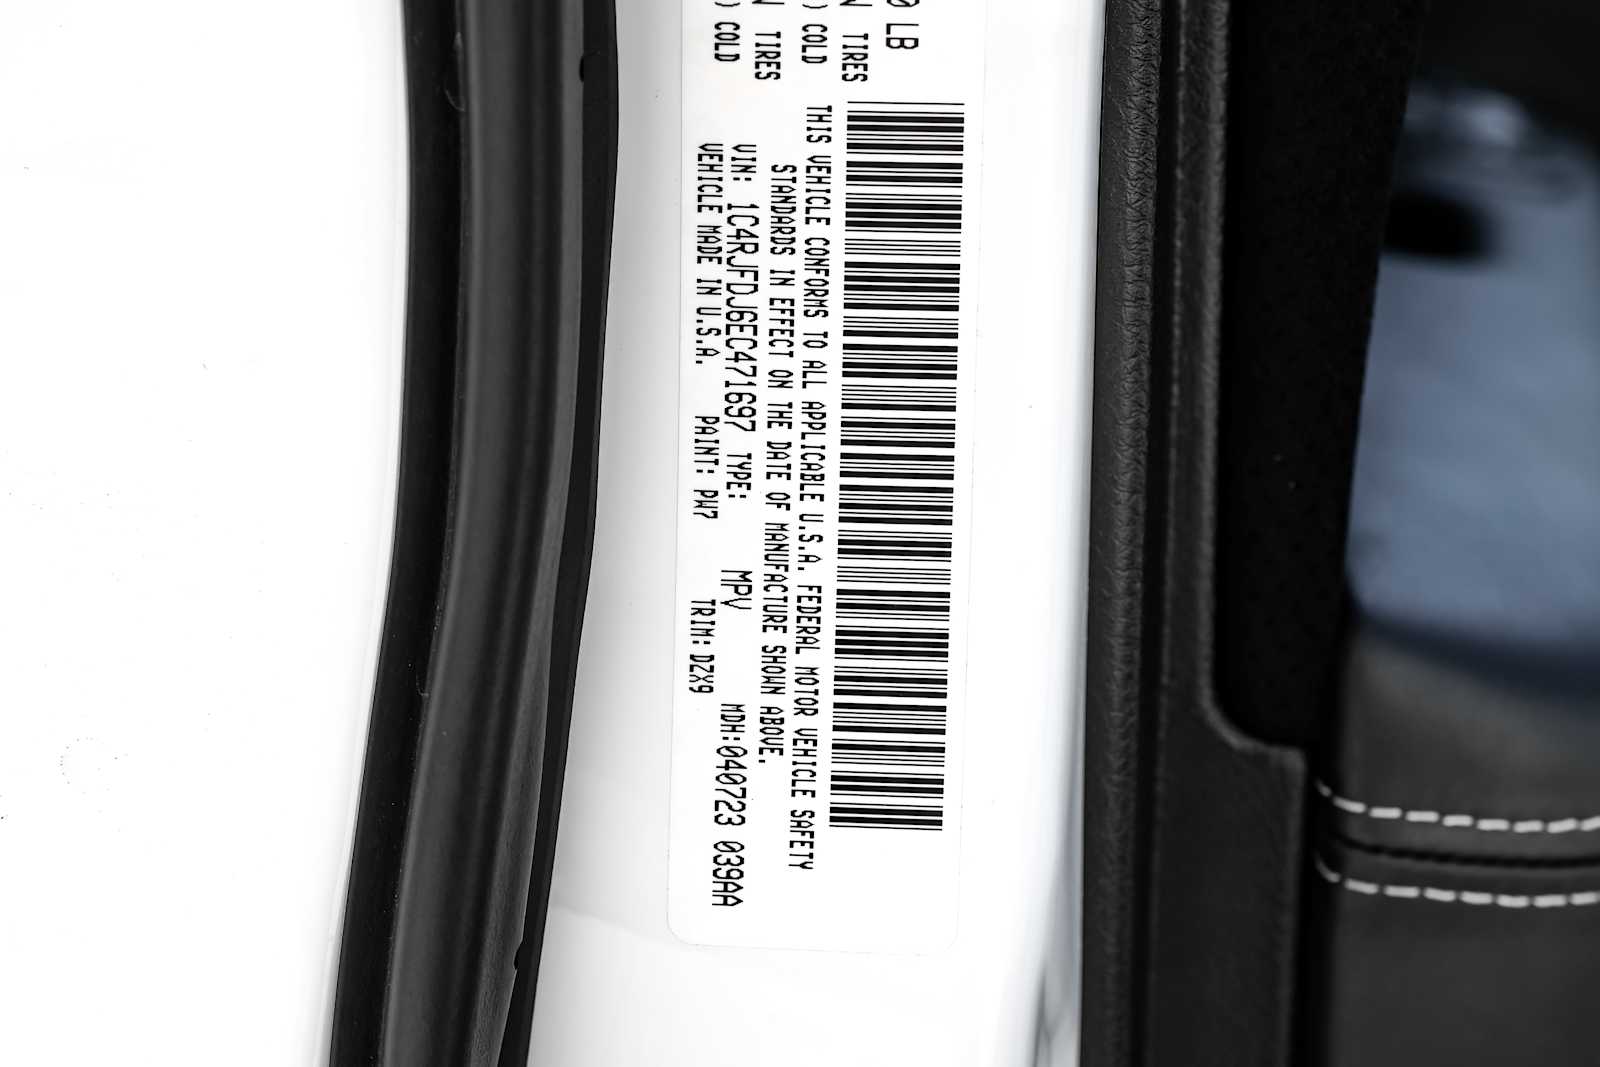 0 LB
N TIRES
) COLD
N TIRES
) COLD
THIS VEHICLE CONFORMS TO ALL APPLICABLE U.S.A. FEDERAL MOTOR VEHICLE SAFETY
STANDARDS IN EFFECT ON THE DATE OF MANUFACTURE SHOWN ABOVE.
VIN: 1C4RJFDJ6EC471697 TYPE: MPV MDH:040723 039AA
VEHICLE MADE IN U.S.A. PAINT: PW7 TRIM: DZX9